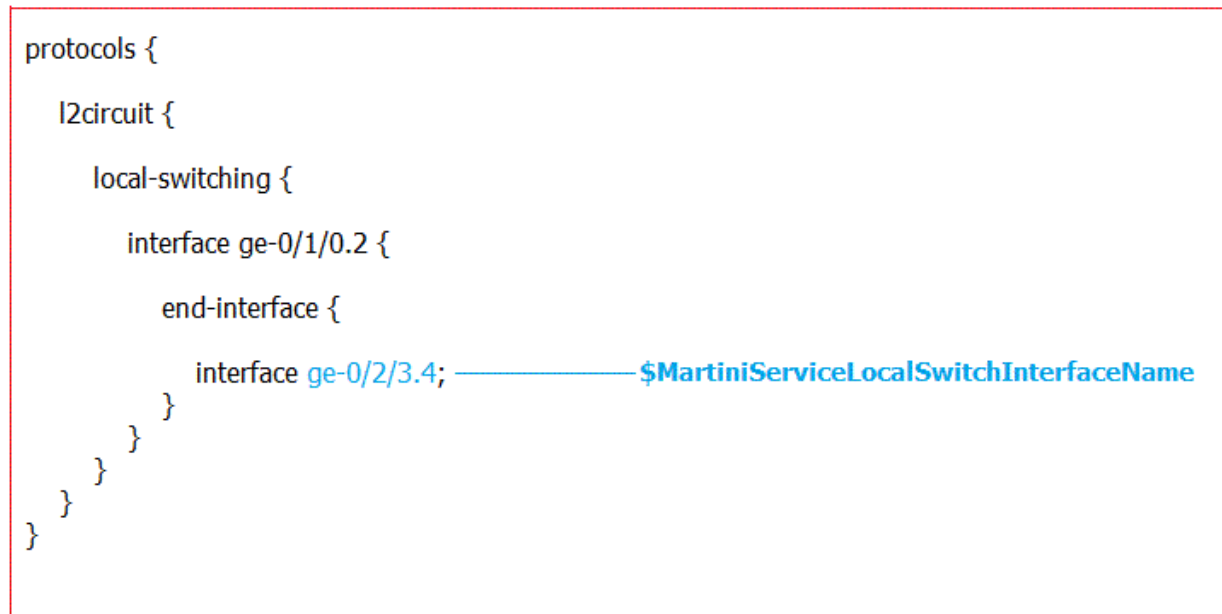 protocols {
l2circuit {
local-switching {
interface ge-0/1/0.2 {
end-interface {
interface ge-0/2/3.4; $MartiniServiceLocalSwitchInterfaceName
}
}
}
}
}